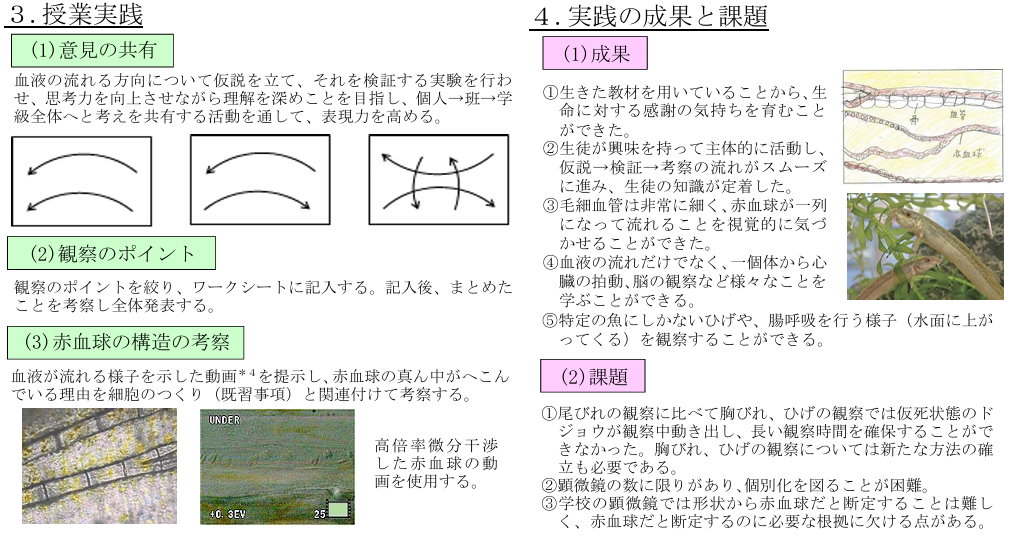 ３．授業実践
(1)意見の共有
血液の流れる方向について仮説を立て、それを検証する実験を行わ
せ、思考力を向上させながら理解を深めことを目指し、個人→班→学
級全体へと考えを共有する活動を通して、表現力を高める。
(2)観察のポイント
観察のポイントを絞り、ワークシートに記入する。記入後、まとめた
ことを考察し全体発表する。
(3)赤血球の構造の考察
血液が流れる様子を示した動画＊４を提示し、赤血球の真ん中がへこん
でいる理由を細胞のつくり（既習事項）と関連付けて考察する。
UNDER
+0.3EV
25
高倍率微分干渉
した赤血球の動
画を使用する。
４．実践の成果と課題
(1)成果
①生きた教材を用いていることから、生
命に対する感謝の気持ちを育むこと
ができた。
②生徒が興味を持って主体的に活動し、
仮説→検証→考察の流れがスムーズ
に進み、生徒の知識が定着した。
③毛細血管は非常に細く、赤血球が一列
になって流れることを視覚的に気づ
かせることができた。
④血液の流れだけでなく、一個体から心
臓の拍動、脳の観察など様々なことを
学ぶことができる。
⑤特定の魚にしかないひげや、腸呼吸を行う様子（水面に上が
ってくる）を観察することができる。
骨
血管
赤血球
(2)課題
①尾びれの観察に比べて胸びれ、ひげの観察では仮死状態のド
ジョウが観察中動き出し、長い観察時間を確保することがで
きなかった。胸びれ、ひげの観察については新たな方法の確
立も必要である。
②顕微鏡の数に限りがあり、個別化を図ることが困難。
③学校の顕微鏡では形状から赤血球だと断定することは難し
く、赤血球だと断定するのに必要な根拠に欠ける点がある。